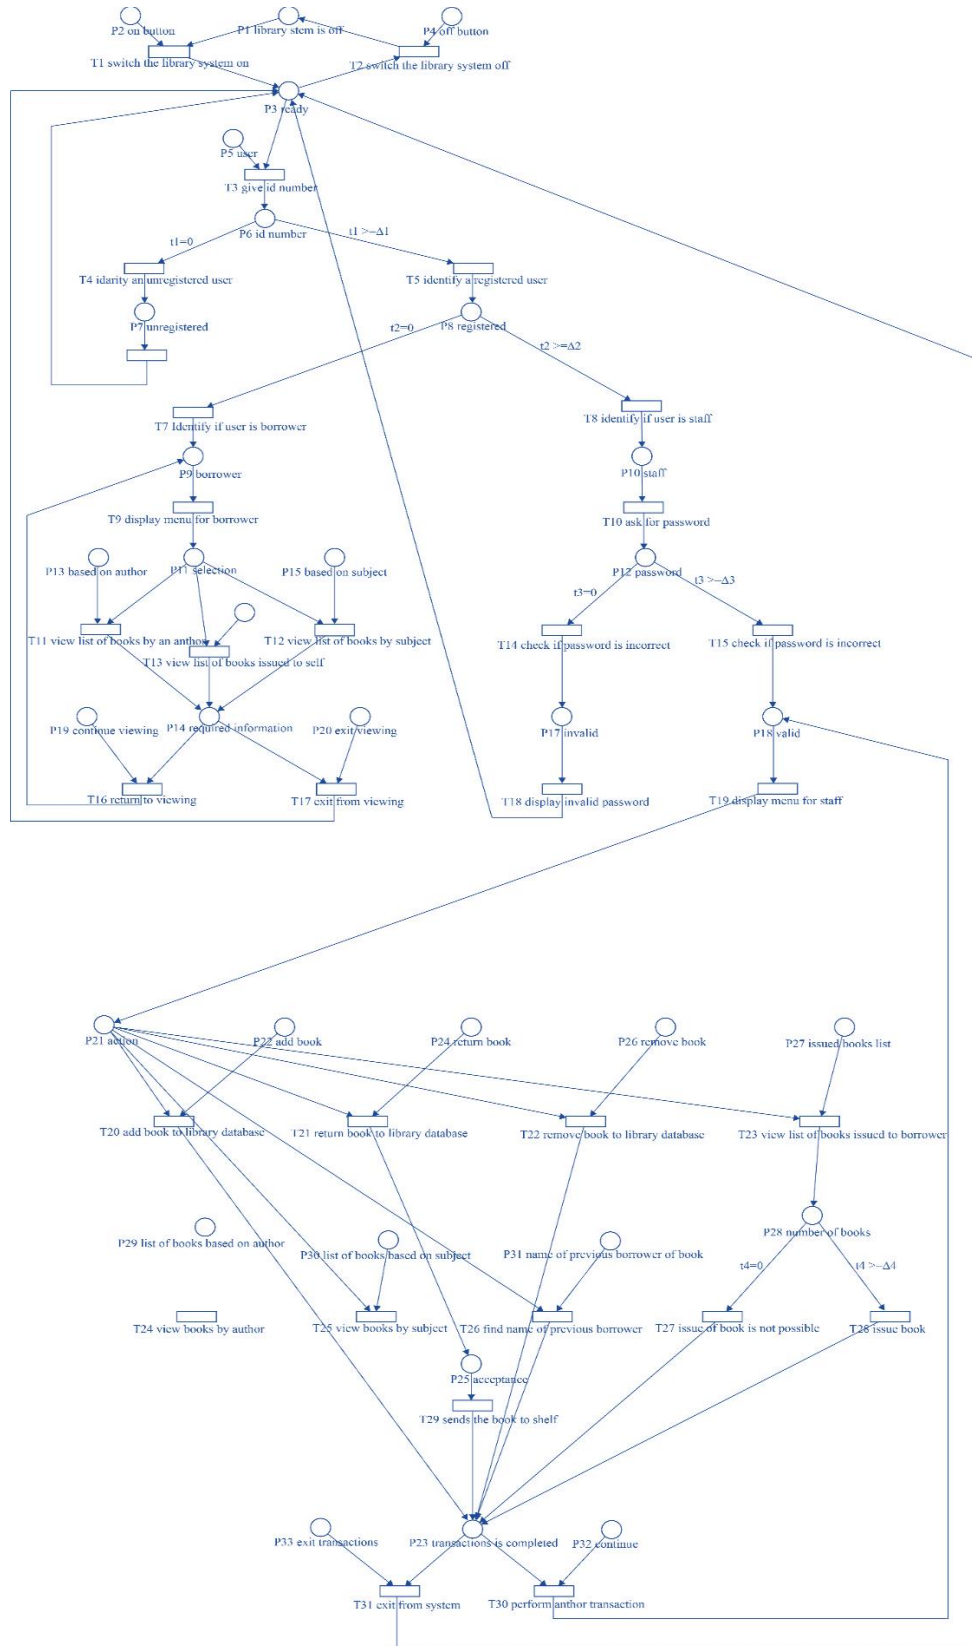 P2 on button
P1 library stem is off
P4 off button
T1 switch the library system on
T2 switch the library system off
P3 ready
P5 user
T3 give id number
P6 id number
t1=0
t1 >=Δ1
T4 idarity an unregistered user
T5 identify a registered user
P7 unregistered
P8 registered
t2=0
t2 >=Δ2
T7 Identify if user is borrower
T8 identify if user is staff
P9 borrower
P10 staff
T9 display menu for borrower
T10 ask for password
P13 based on author
P11 selection
P15 based on subject
P12 password
t3=0
t3 >=Δ3
T11 view list of books by an author
T12 view list of books by subject
T13 view list of books issued to self
T14 check if password is incorrect
T15 check if password is incorrect
P19 continue viewing
P14 required information
P20 exit viewing
P17 invalid
P18 valid
T16 return to viewing
T17 exit from viewing
T18 display invalid password
T19 display menu for staff
P21 action
P22 add book
P24 return book
P26 remove book
P27 issued books list
T20 add book to library database
T21 return book to library database
T22 remove book to library database
T23 view list of books issued to borrower
P29 list of books based on author
P30 list of books based on subject
P31 name of previous borrower of book
P28 number of books
t4=0
t4 >=Δ4
T24 view books by author
T25 view books by subject
T26 find name of previous borrower
T27 issue of book is not possible
T28 issue book
P25 acceptance
T29 sends the book to shelf
P33 exit transactions
P23 transactions is completed
P32 continue
T31 exit from system
T30 perform anthor transaction